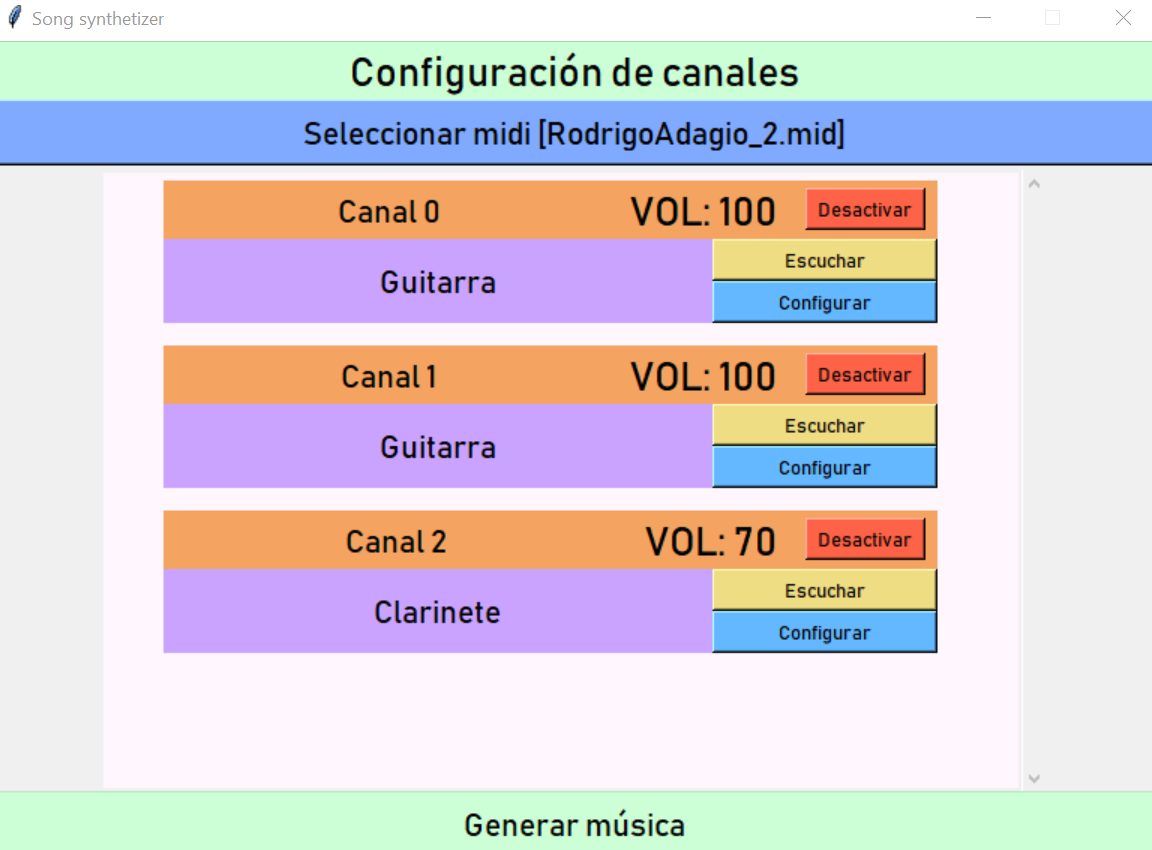 Song synthetizer
Configuración de canales
Seleccionar midi [RodrigoAdagio_2.mid]
Canal 0 VOL: 100 Desactivar
Guitarra
Escuchar
Configurar
Canal 1 VOL: 100 Desactivar
Guitarra
Escuchar
Configurar
Canal 2 VOL: 70 Desactivar
Clarinete
Escuchar
Configurar
Generar música